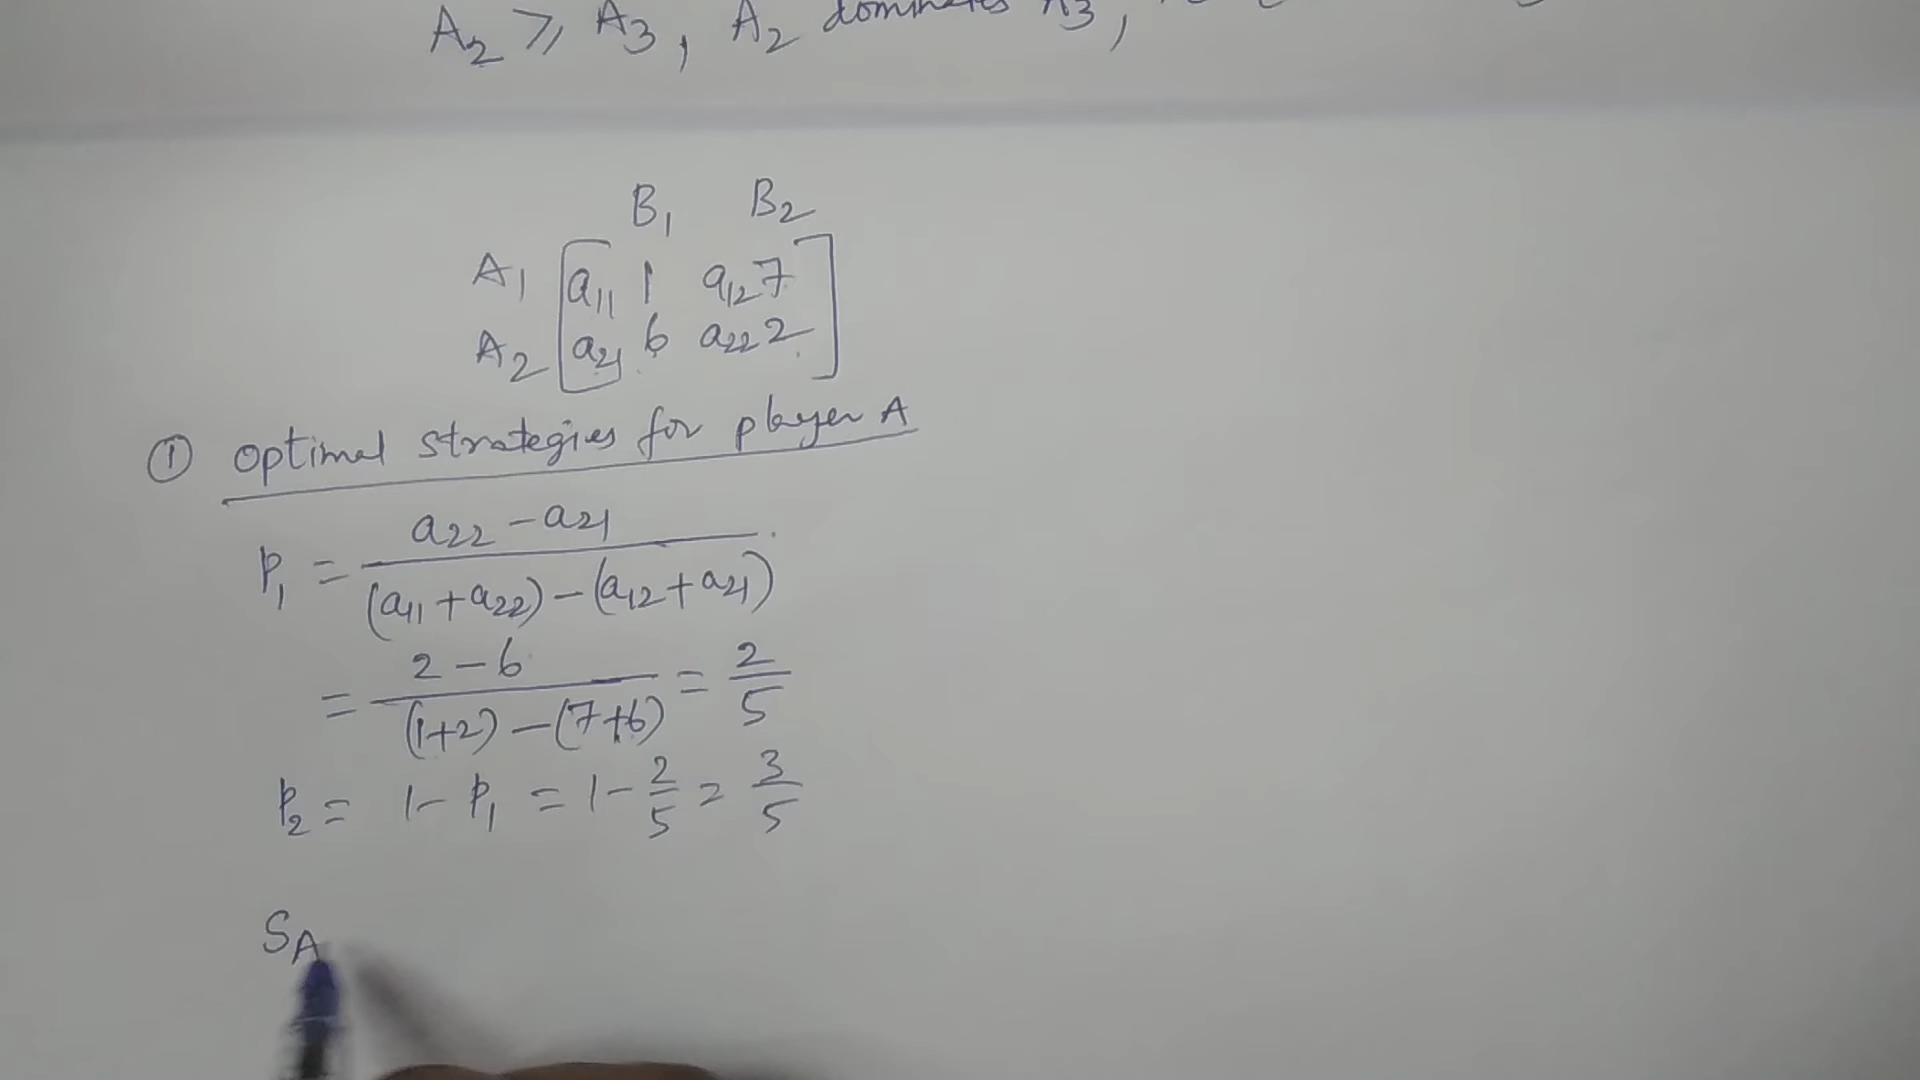 A2 ≥ A3, A2 dominates A3,
B1 B2
A1 [a11 1 a12 7]
A2 [a21 6 a22 2]
① Optimal strategies for player A
P1 = (a22 - a21) / ((a11 + a22) - (a12 + a21))
= (2 - 6) / ((1+2) - (7+6)) = 2/5
P2 = 1 - P1 = 1 - 2/5 = 3/5
SA